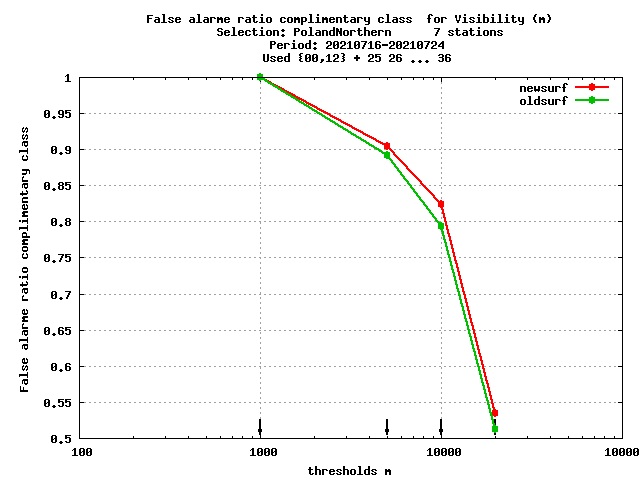 False alarme ratio complimentary class  for Visibility (m)
Selection: PolandNorthern      7 stations
Period: 20210716-20210724
Used {00,12} + 25 26 ... 36
newsurf
oldsurf
False alarme ratio complimentary class
1
0.95
0.9
0.85
0.8
0.75
0.7
0.65
0.6
0.55
0.5
100 1000 10000 10000
thresholds m